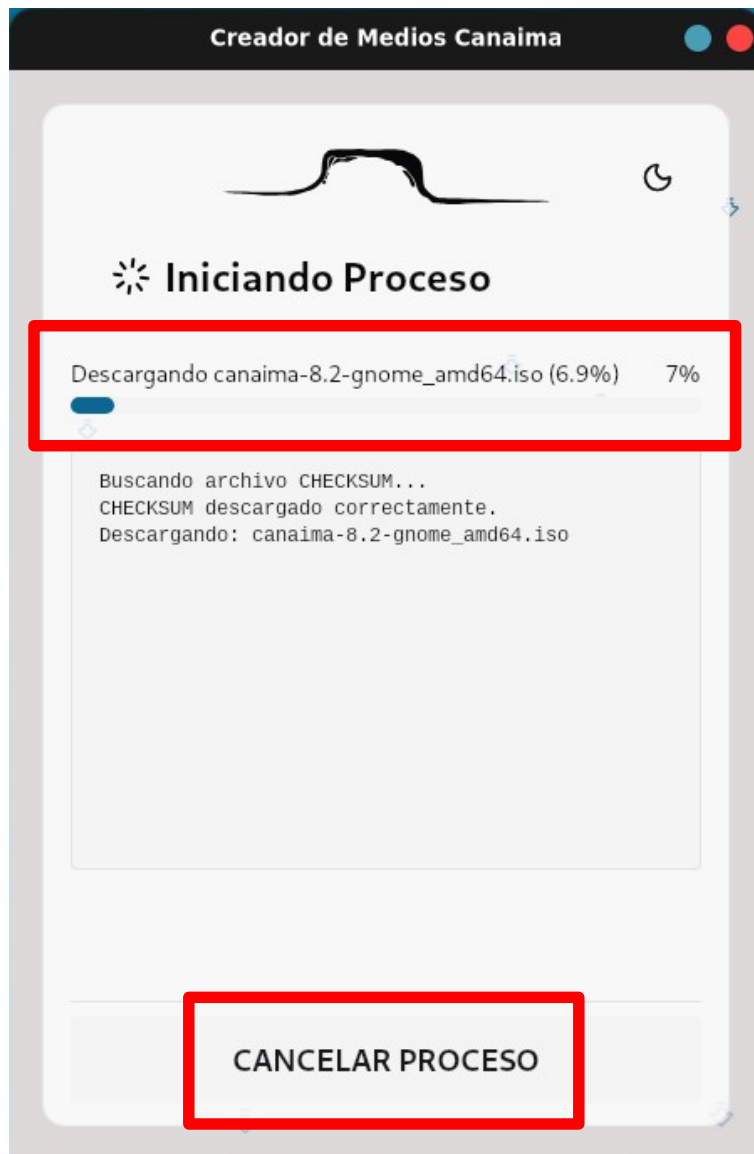 Creador de Medios Canaima
Iniciando Proceso
Descargando canaima-8.2-gnome_amd64.iso (6.9%) 7%
Buscando archivo CHECKSUM...
CHECKSUM descargado correctamente.
Descargando: canaima-8.2-gnome_amd64.iso
CANCELAR PROCESO